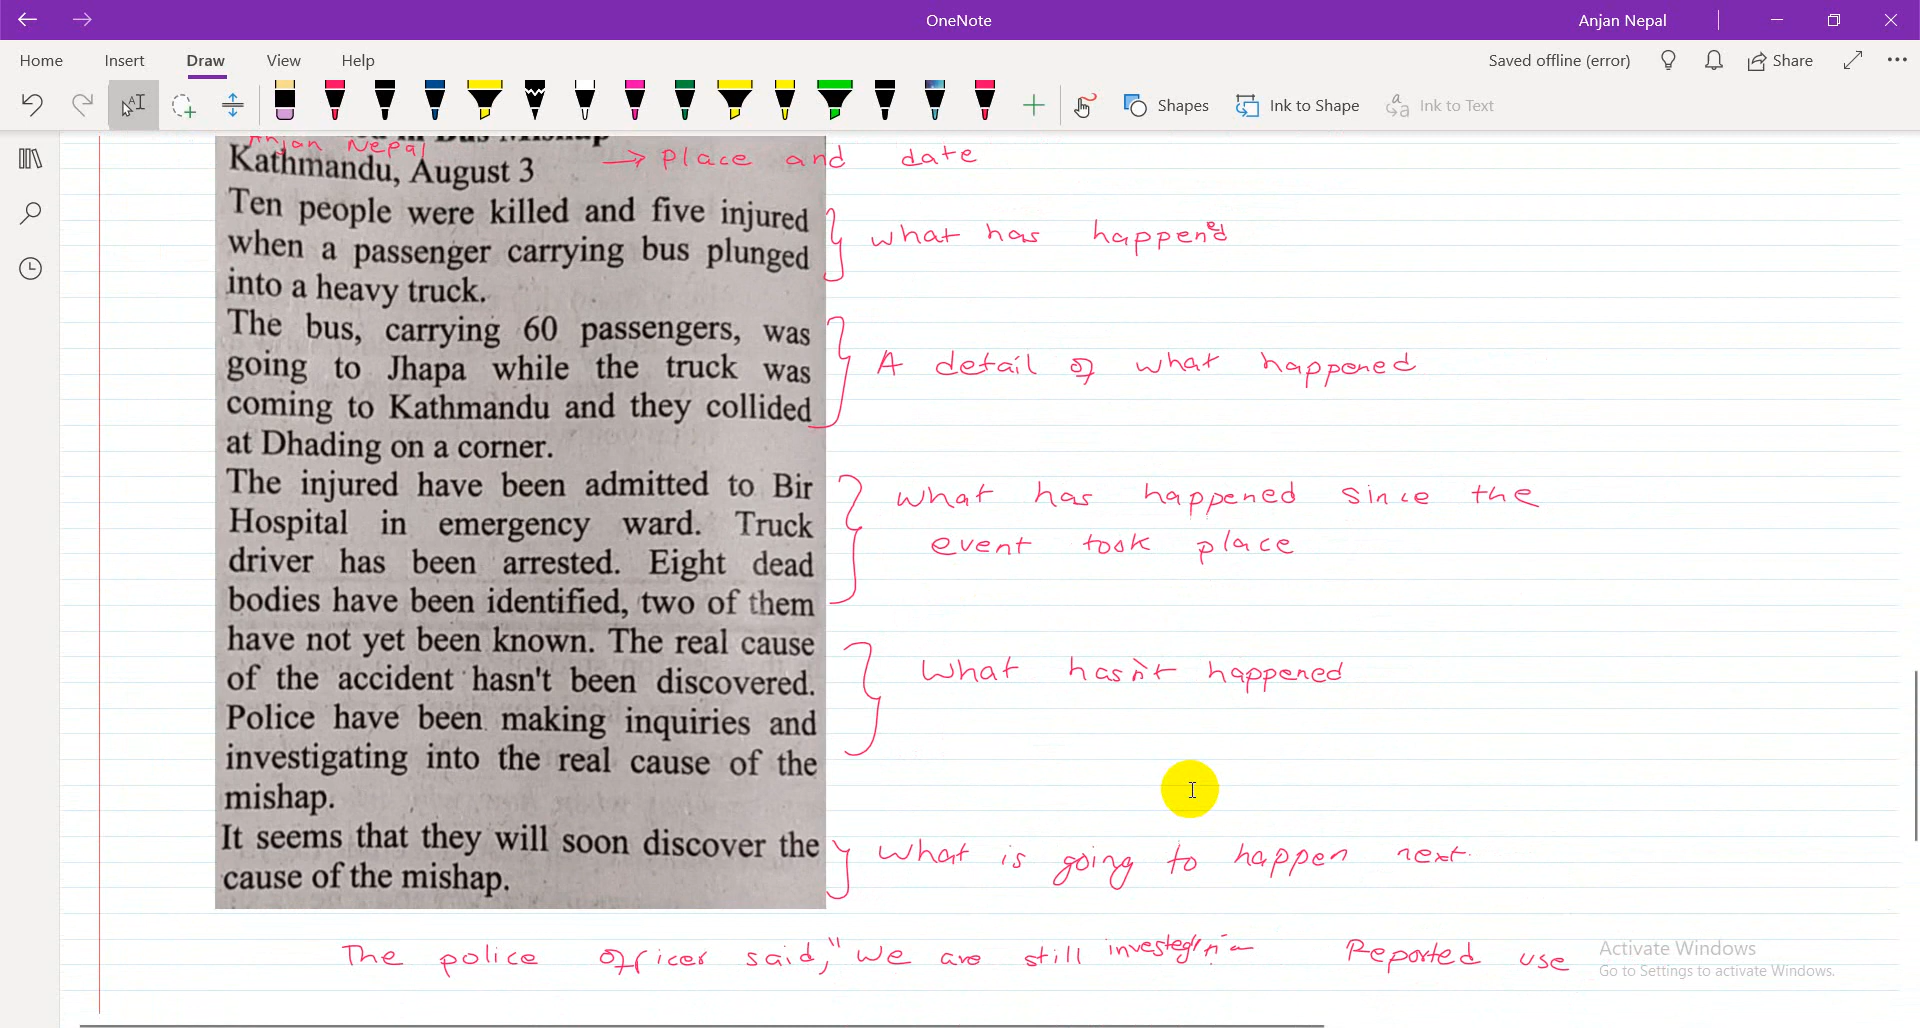 OneNote
Anjan Nepal
Home Insert Draw View Help
Saved offline (error) Share
Shapes Ink to Shape Ink to Text
in Bus Mishap
Anjan Nepal
Kathmandu, August 3 → place and date
Ten people were killed and five injured
when a passenger carrying bus plunged
into a heavy truck.
what has happened
The bus, carrying 60 passengers, was
going to Jhapa while the truck was
coming to Kathmandu and they collided
at Dhading on a corner.
A detail of what happened
The injured have been admitted to Bir
Hospital in emergency ward. Truck
driver has been arrested. Eight dead
bodies have been identified, two of them
have not yet been known. The real cause
of the accident hasn't been discovered.
Police have been making inquiries and
investigating into the real cause of the
mishap.
what has happened since the
event took place
What hasn't happened
It seems that they will soon discover the
cause of the mishap.
what is going to happen next.
The police officer said, "We are still Reported use
Activate Windows
Go to Settings to activate Windows.